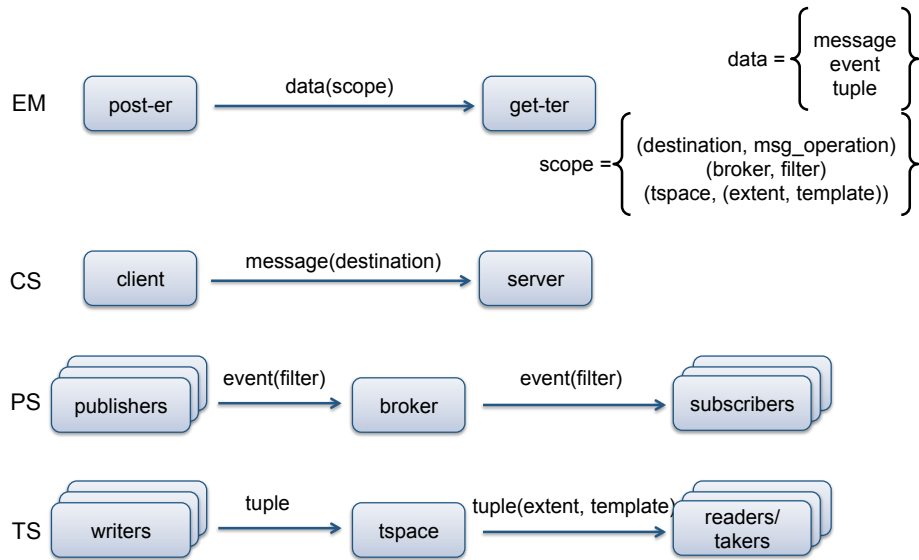 data =
message
event
tuple
EM
post-er
data(scope)
get-ter
scope =
(destination, msg_operation)
(broker, filter)
(tspace, (extent, template))
CS
client
message(destination)
server
PS
publishers
event(filter)
broker
event(filter)
subscribers
TS
writers
tuple
tspace
tuple(extent, template)
readers/
takers